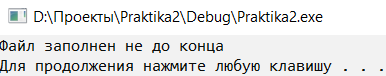 D:\Проекты\Praktika2\Debug\Praktika2.exe
Файл заполнен не до конца
Для продолжения нажмите любую клавишу . . .